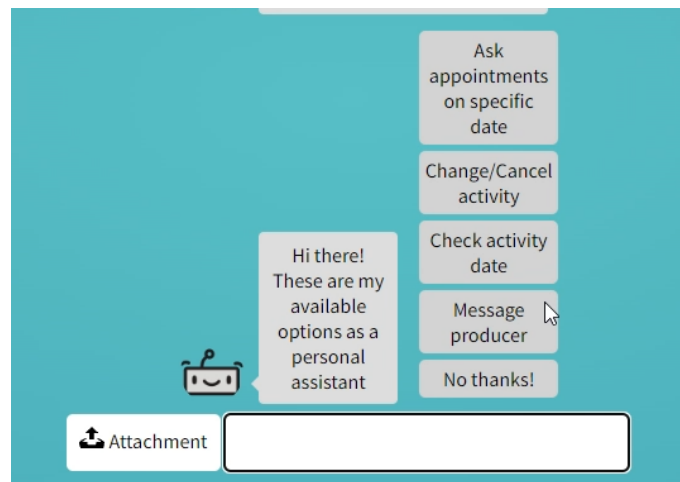 Hi there!
These are my
available
options as a
personal
assistant
Ask
appointments
on specific
date
Change/Cancel
activity
Check activity
date
Message
producer
No thanks!
Attachment